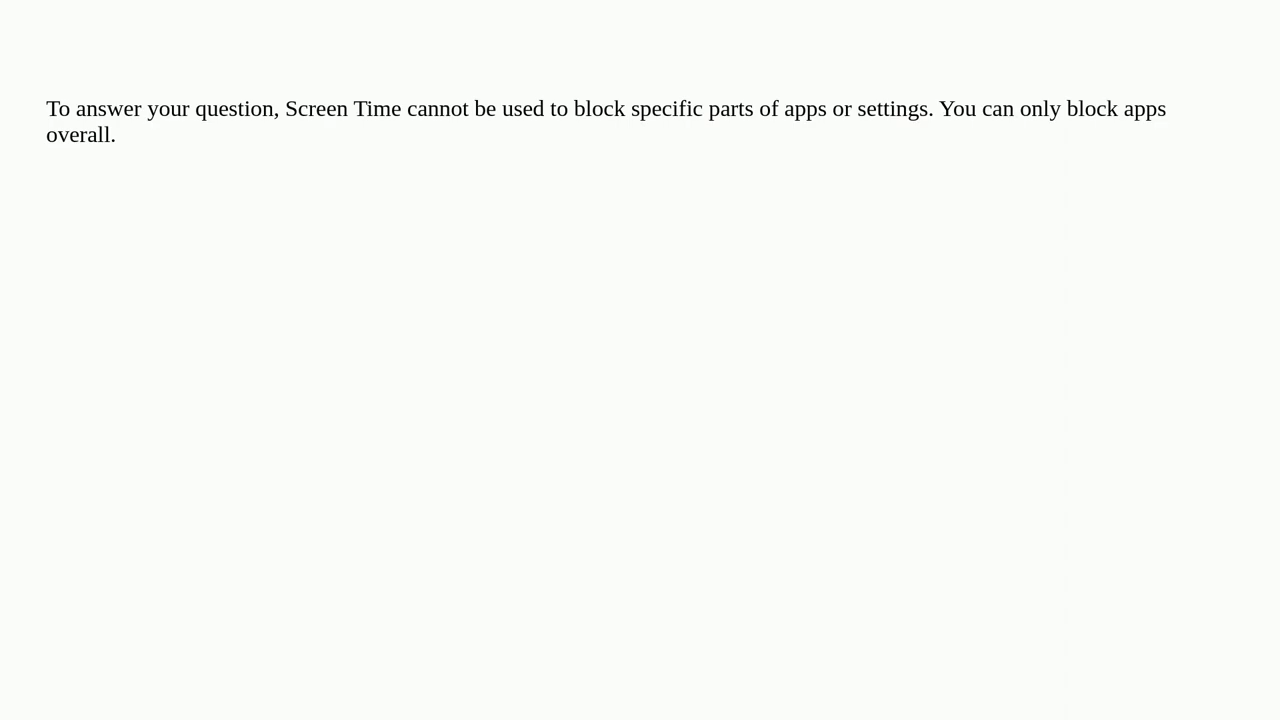 To answer your question, Screen Time cannot be used to block specific parts of apps or settings. You can only block apps
overall.